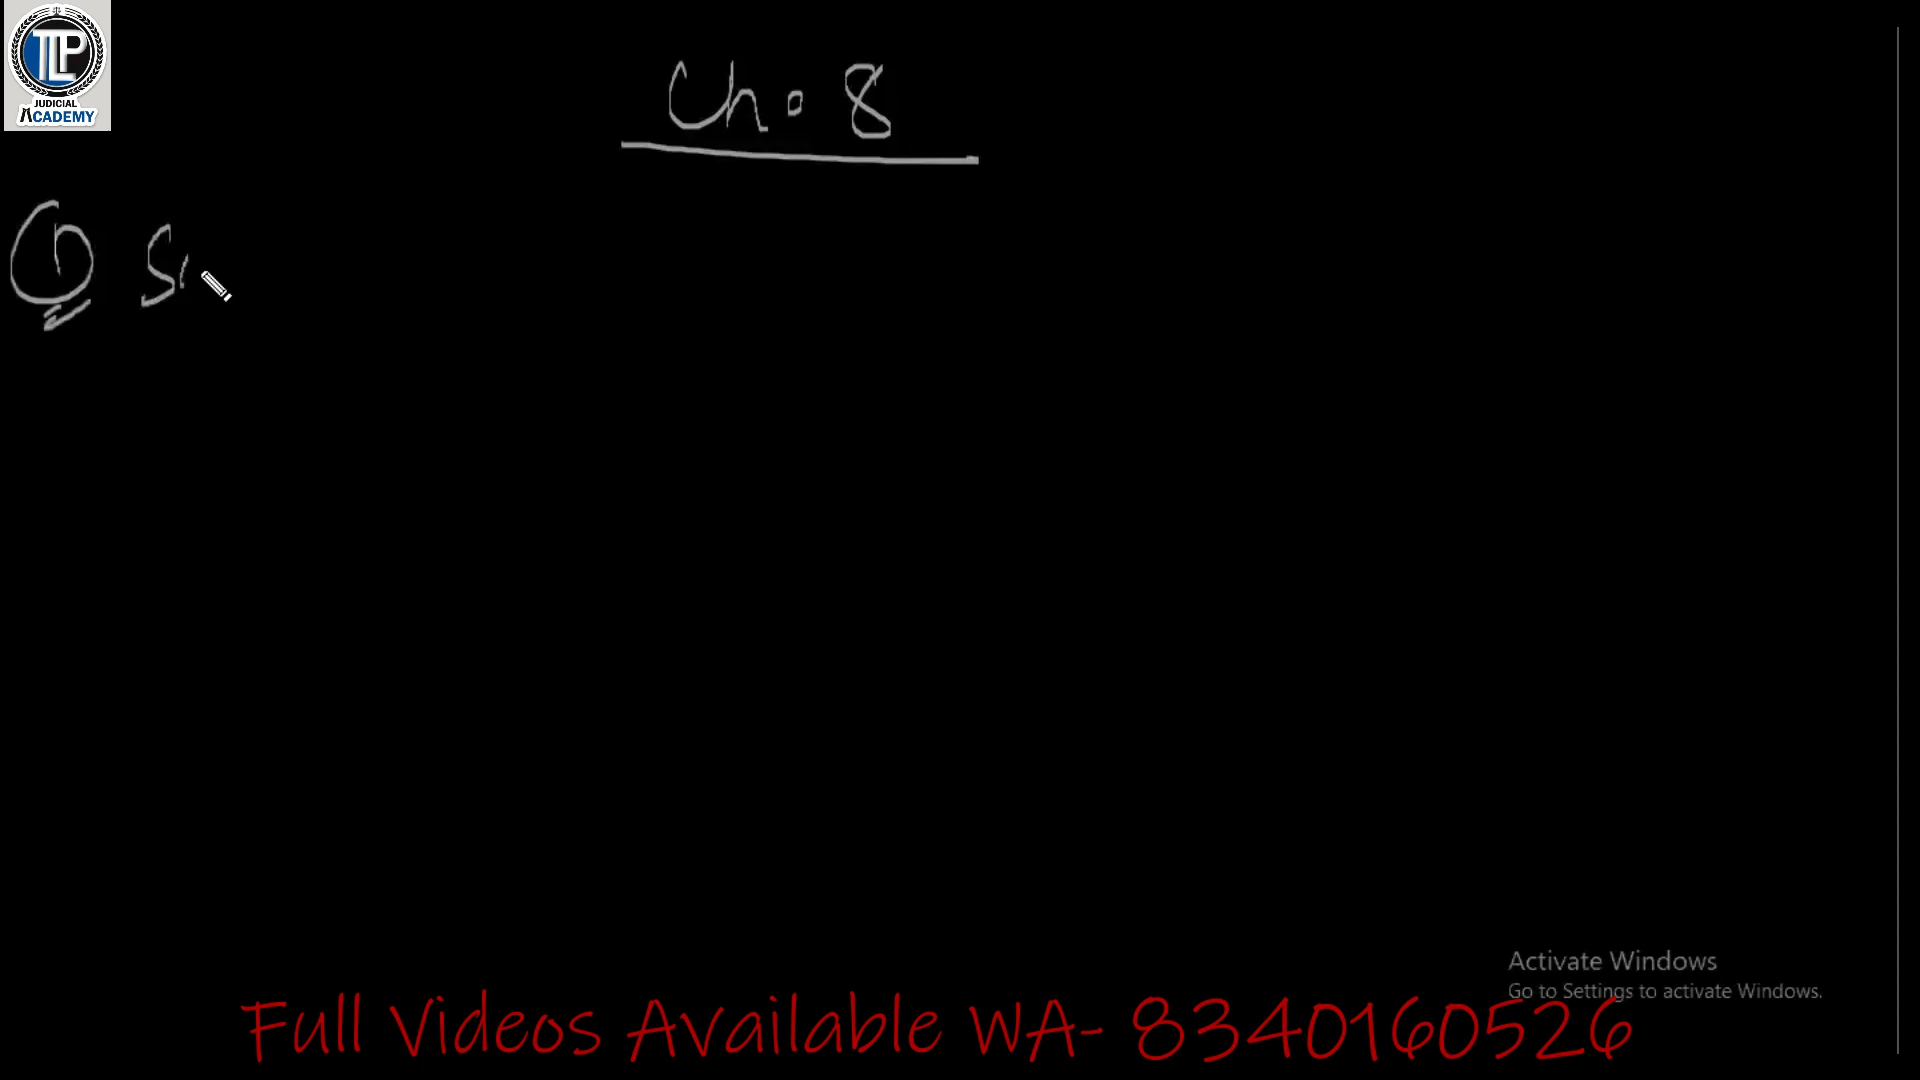 TLP
JUDICIAL
ACADEMY
Ch. 8
①
Activate Windows
Go to Settings to activate Windows.
Full Videos Available WA- 8340160526